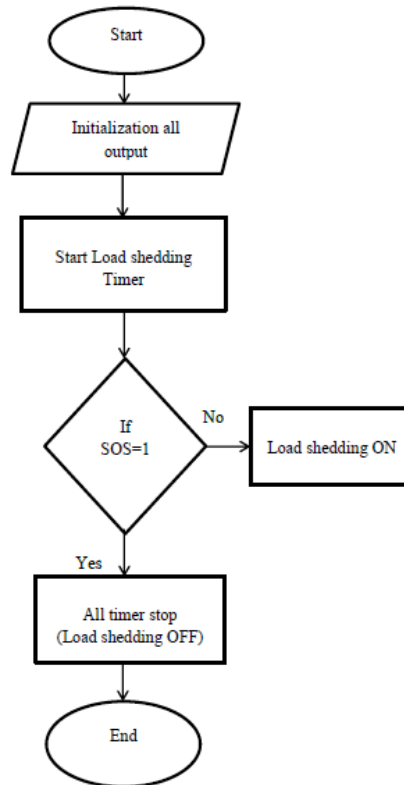 Start
Initialization all
output
Start Load shedding
Timer
If
SOS=1
No
Load shedding ON
Yes
All timer stop
(Load shedding OFF)
End